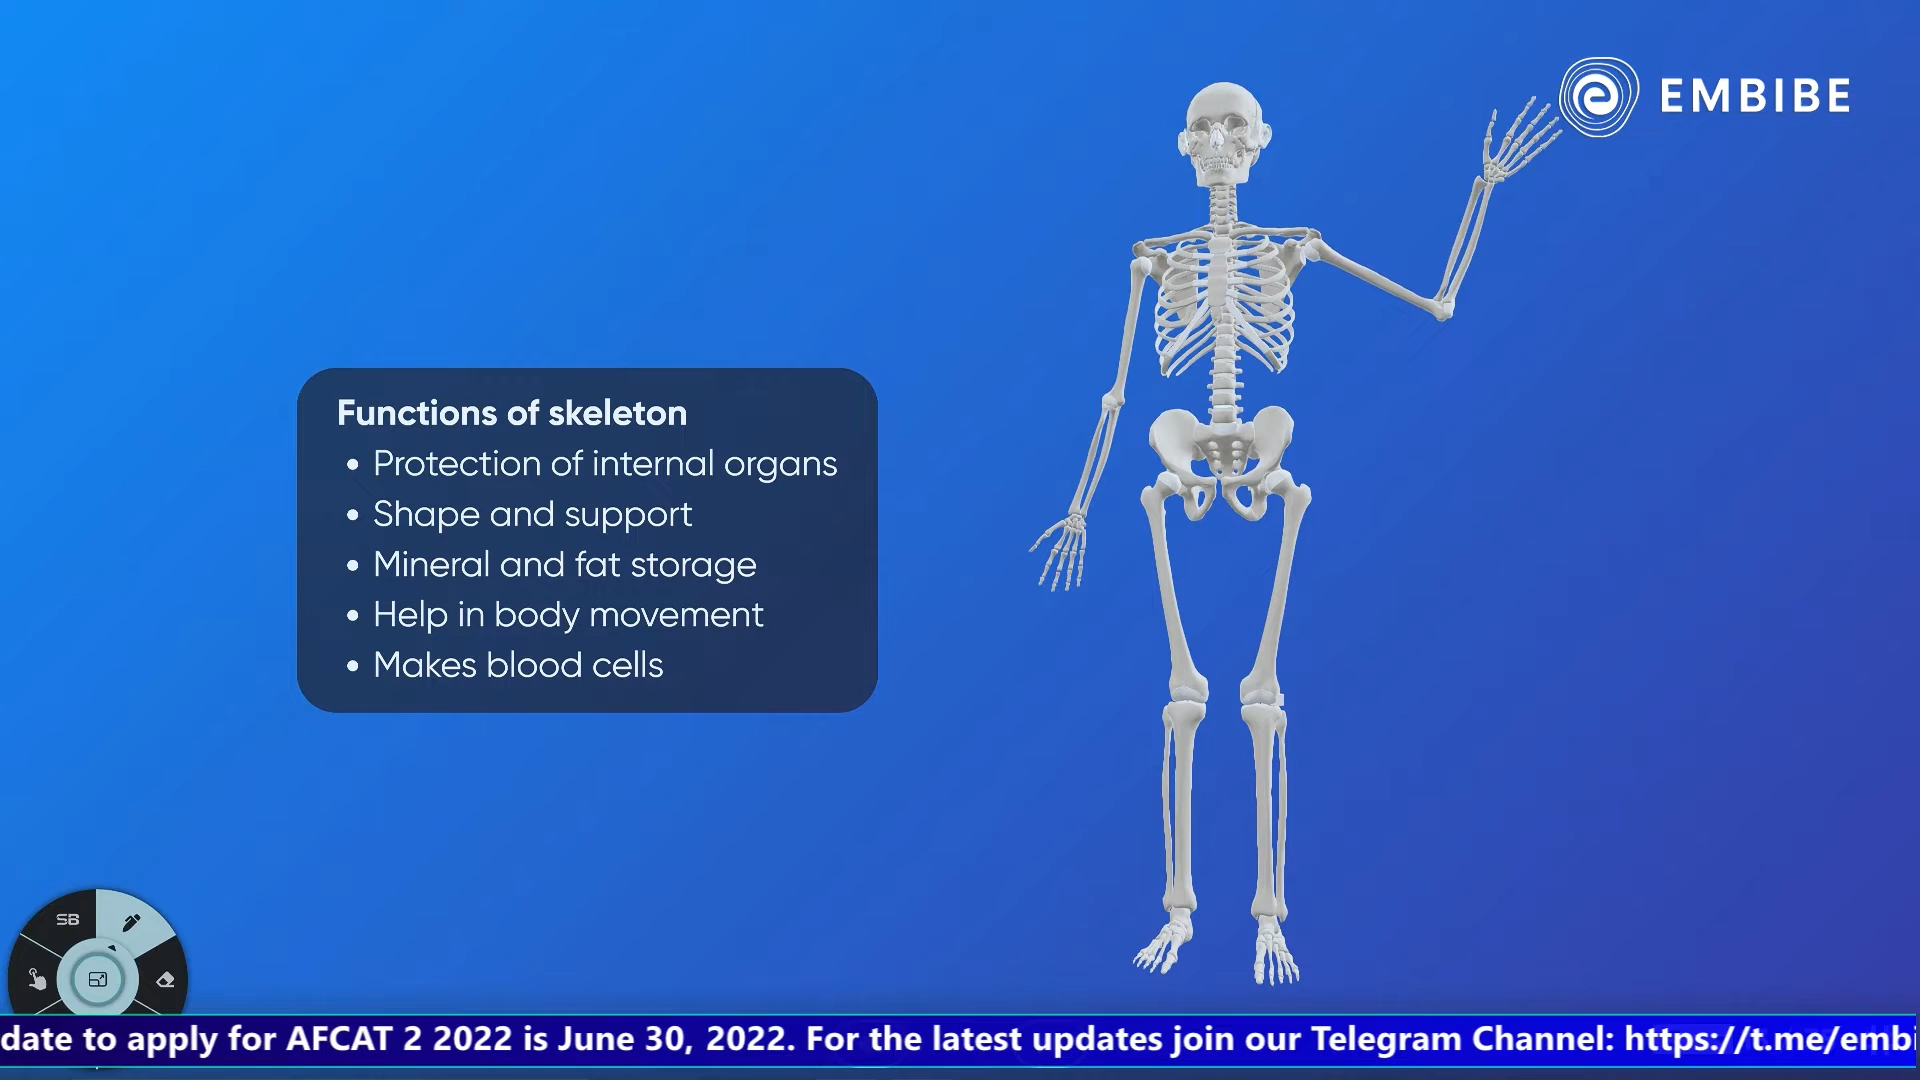 EMBIBE
Functions of skeleton
• Protection of internal organs
• Shape and support
• Mineral and fat storage
• Help in body movement
• Makes blood cells
SB
date to apply for AFCAT 2 2022 is June 30, 2022. For the latest updates join our Telegram Channel: https://t.me/embi